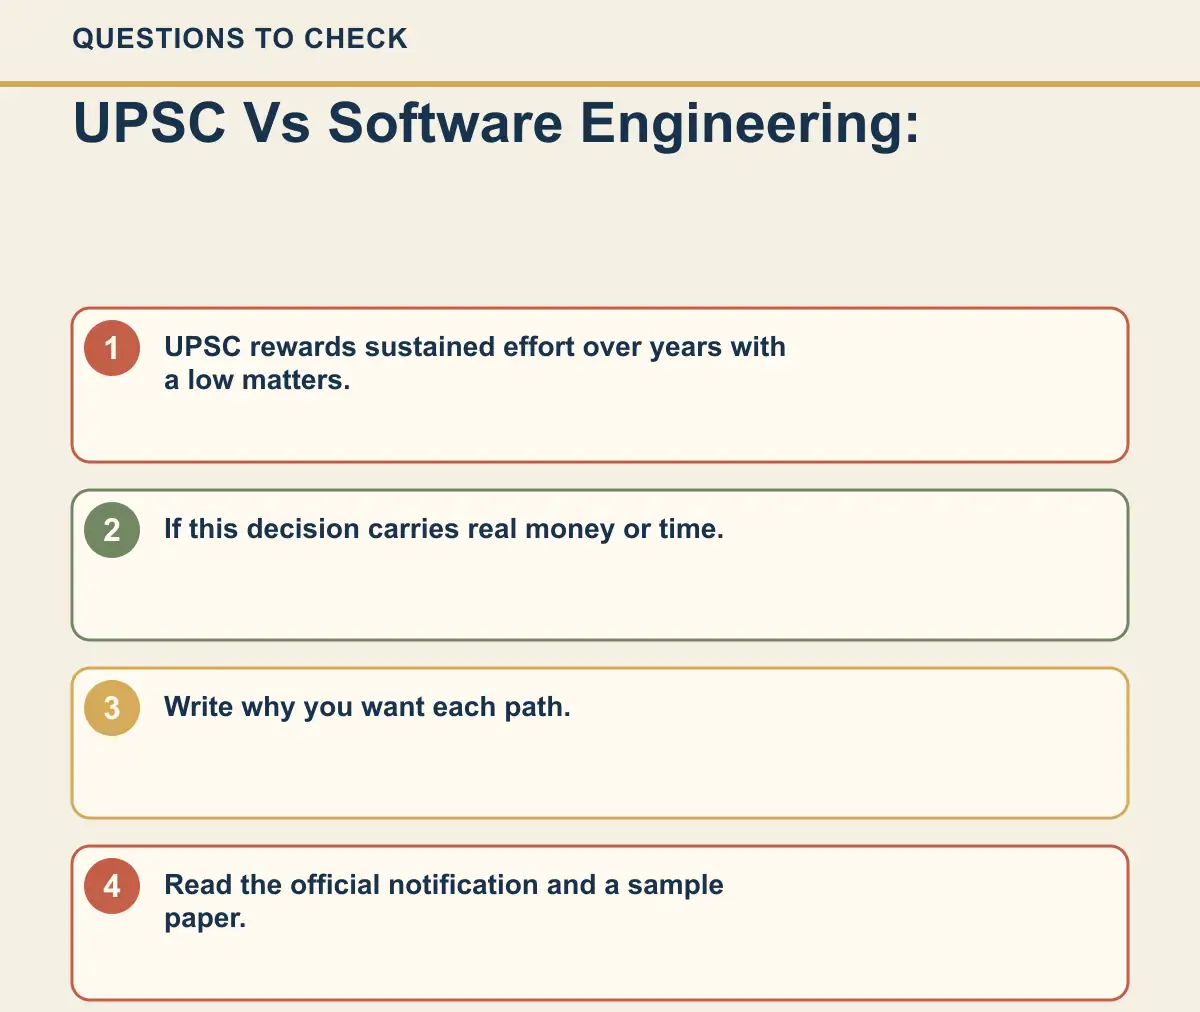 QUESTIONS TO CHECK
UPSC Vs Software Engineering:
1
UPSC rewards sustained effort over years with
a low matters.
2
If this decision carries real money or time.
3
Write why you want each path.
4
Read the official notification and a sample
paper.